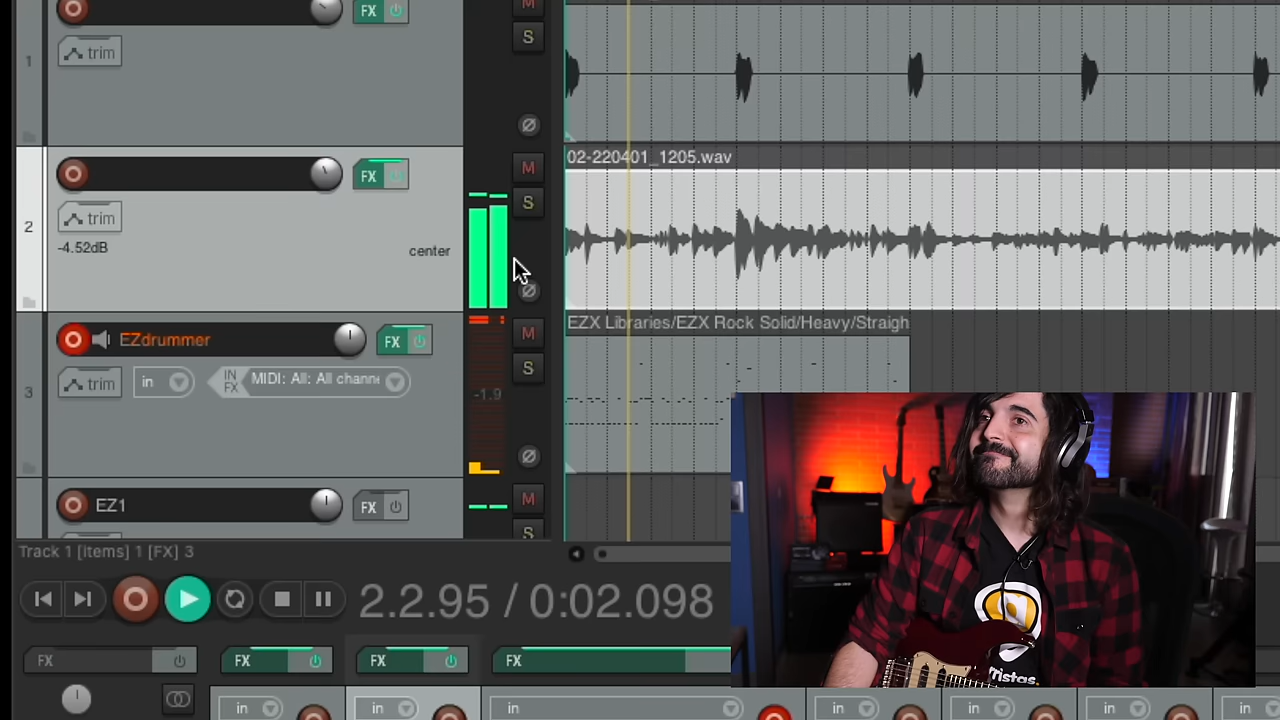 FX
M
S
trim
1
02-220401_1205.wav
FX
M
S
trim
2
-4.52dB
center
EZX Libraries/EZX Rock Solid/Heavy/Straigh
EZdrummer
FX
M
S
trim
in
IN
FX
MIDI: All: All channe
3
-1.9
EZ1
FX
M
S
Track 1 [items] 1 [FX] 3
2.2.95 / 0:02.098
FX
FX
FX
FX
in
in
in
in
in
in
in